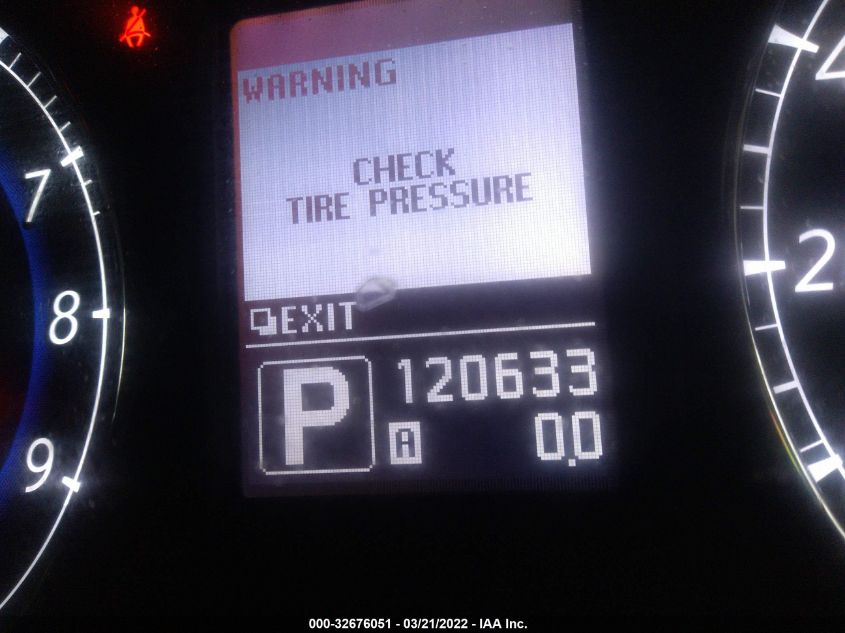 WARNING
CHECK
TIRE PRESSURE
EXIT
P
120633
A
0.0
7
8
9
2
000-32676051 - 03/21/2022 - IAA Inc.